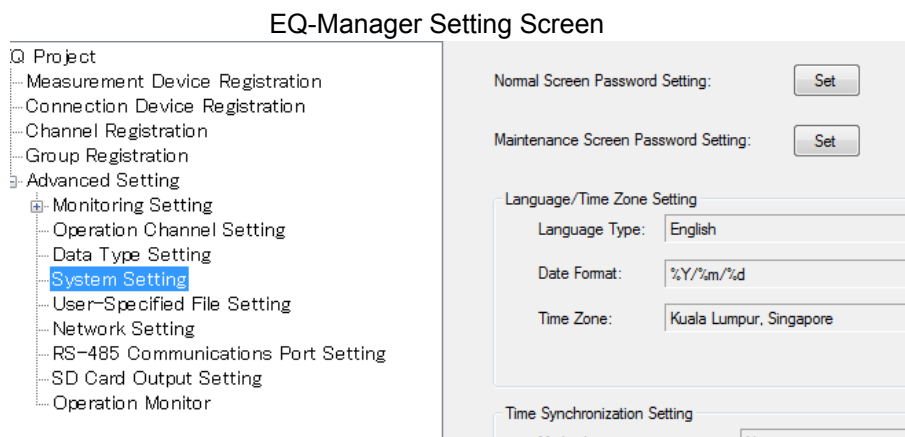 EQ-Manager Setting Screen
Q Project
Measurement Device Registration
Connection Device Registration
Channel Registration
Group Registration
Advanced Setting
Monitoring Setting
Operation Channel Setting
Data Type Setting
System Setting
User-Specified File Setting
Network Setting
RS-485 Communications Port Setting
SD Card Output Setting
Operation Monitor
Normal Screen Password Setting: Set
Maintenance Screen Password Setting: Set
Language/Time Zone Setting
Language Type: English
Date Format: %Y/%m/%d
Time Zone: Kuala Lumpur, Singapore
Time Synchronization Setting